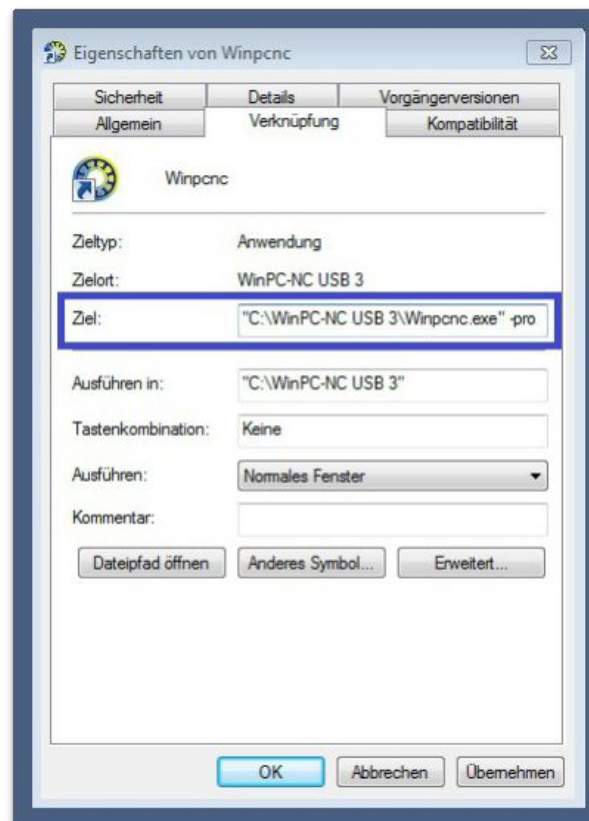 Eigenschaften von Winpcnc
Sicherheit Details Vorgängerversionen
Allgemein Verknüpfung Kompatibilität
Winpcnc
Zieltyp: Anwendung
Zielort: WinPC-NC USB 3
Ziel: "C:\WinPC-NC USB 3\Winpcnc.exe" -pro
Ausführen in: "C:\WinPC-NC USB 3"
Tastenkombination: Keine
Ausführen: Normales Fenster
Kommentar:
Dateipfad öffnen Anderes Symbol... Erweitert...
OK Abbrechen Übernehmen